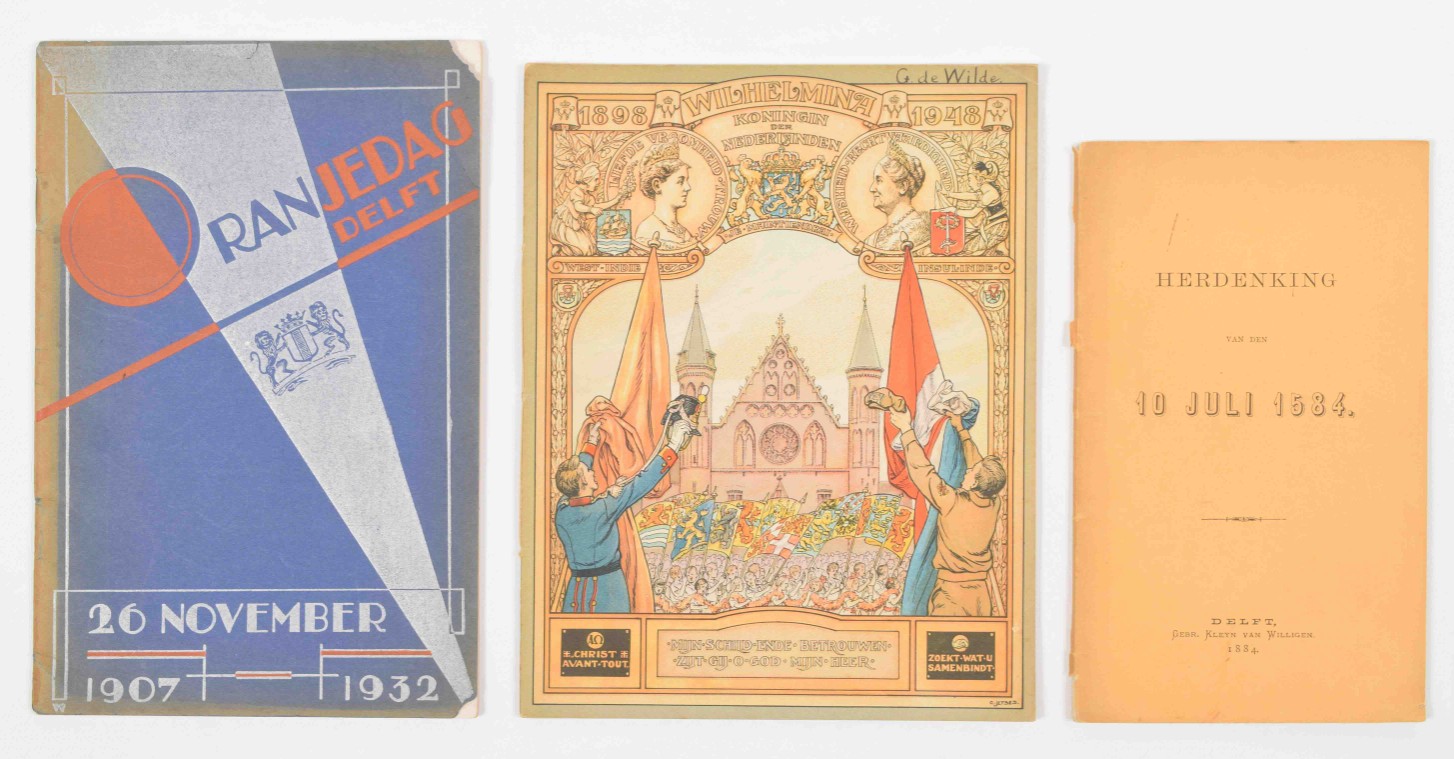 ORANJEDAG
DELFT
26 NOVEMBER
1907 1932
G. de Wilde.
1898 WILHELMINA 1948
KONINGIN
DER
NEDERLANDEN
JE MAINTIENDRAI
WEST-INDIE INSULINDE
CHRIST
AVANT-TOUT.
MIJN-SCHILD-ENDE-BETROUWEN-
ZIJT-GIJ-O-GOD-MIJN-HEER-
ZOEKT-WAT-U
SAMENBINDT-
HERDENKING
VAN DEN
10 JULI 1584.
DELFT,
GEBR. KLEYN VAN WILLIGEN.
1884.